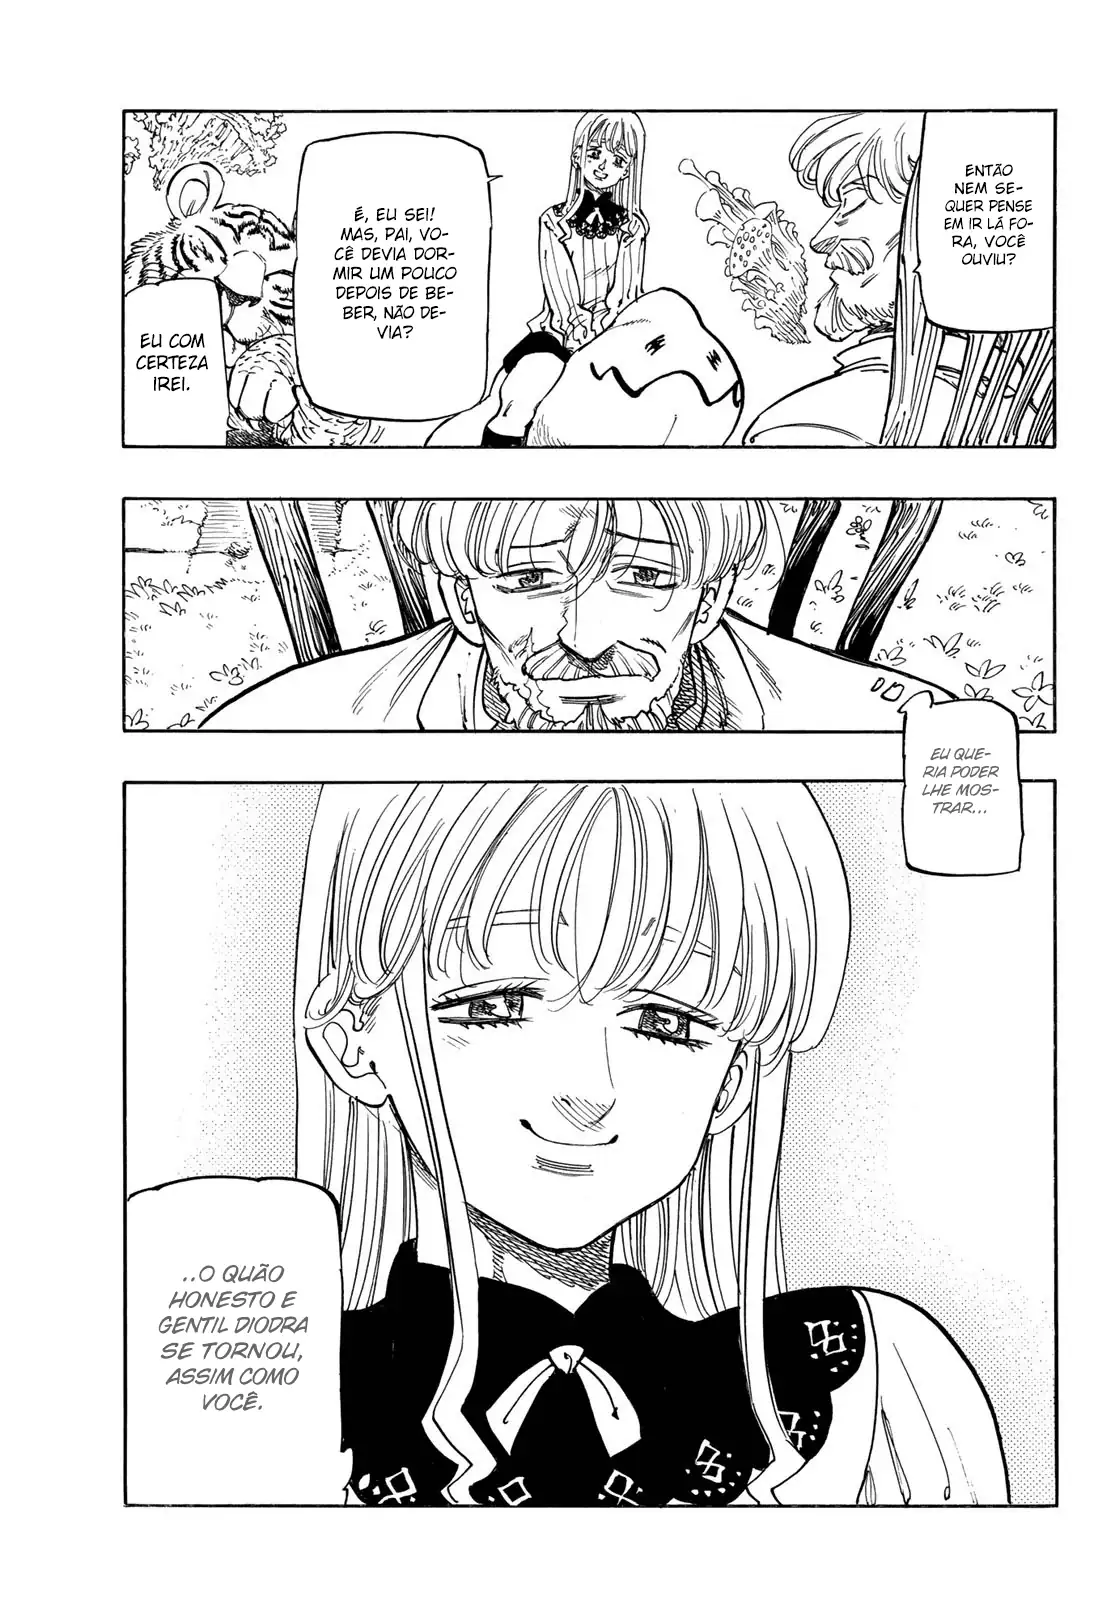 ENTÃO
NEM SE-
QUER PENSE
EM IR LÁ FO-
RA, VOCÊ
OUVIU?
É, EU SEI!
MAS, PAI, VO-
CÊ DEVIA DOR-
MIR UM POUCO
DEPOIS DE BE-
BER, NÃO DE-
VIA?
EU COM
CERTEZA
IREI.
EU QUE-
RIA PODER
LHE MOS-
TRAR...
..O QUÃO
HONESTO E
GENTIL DIODRA
SE TORNOU,
ASSIM COMO
VOCÊ.